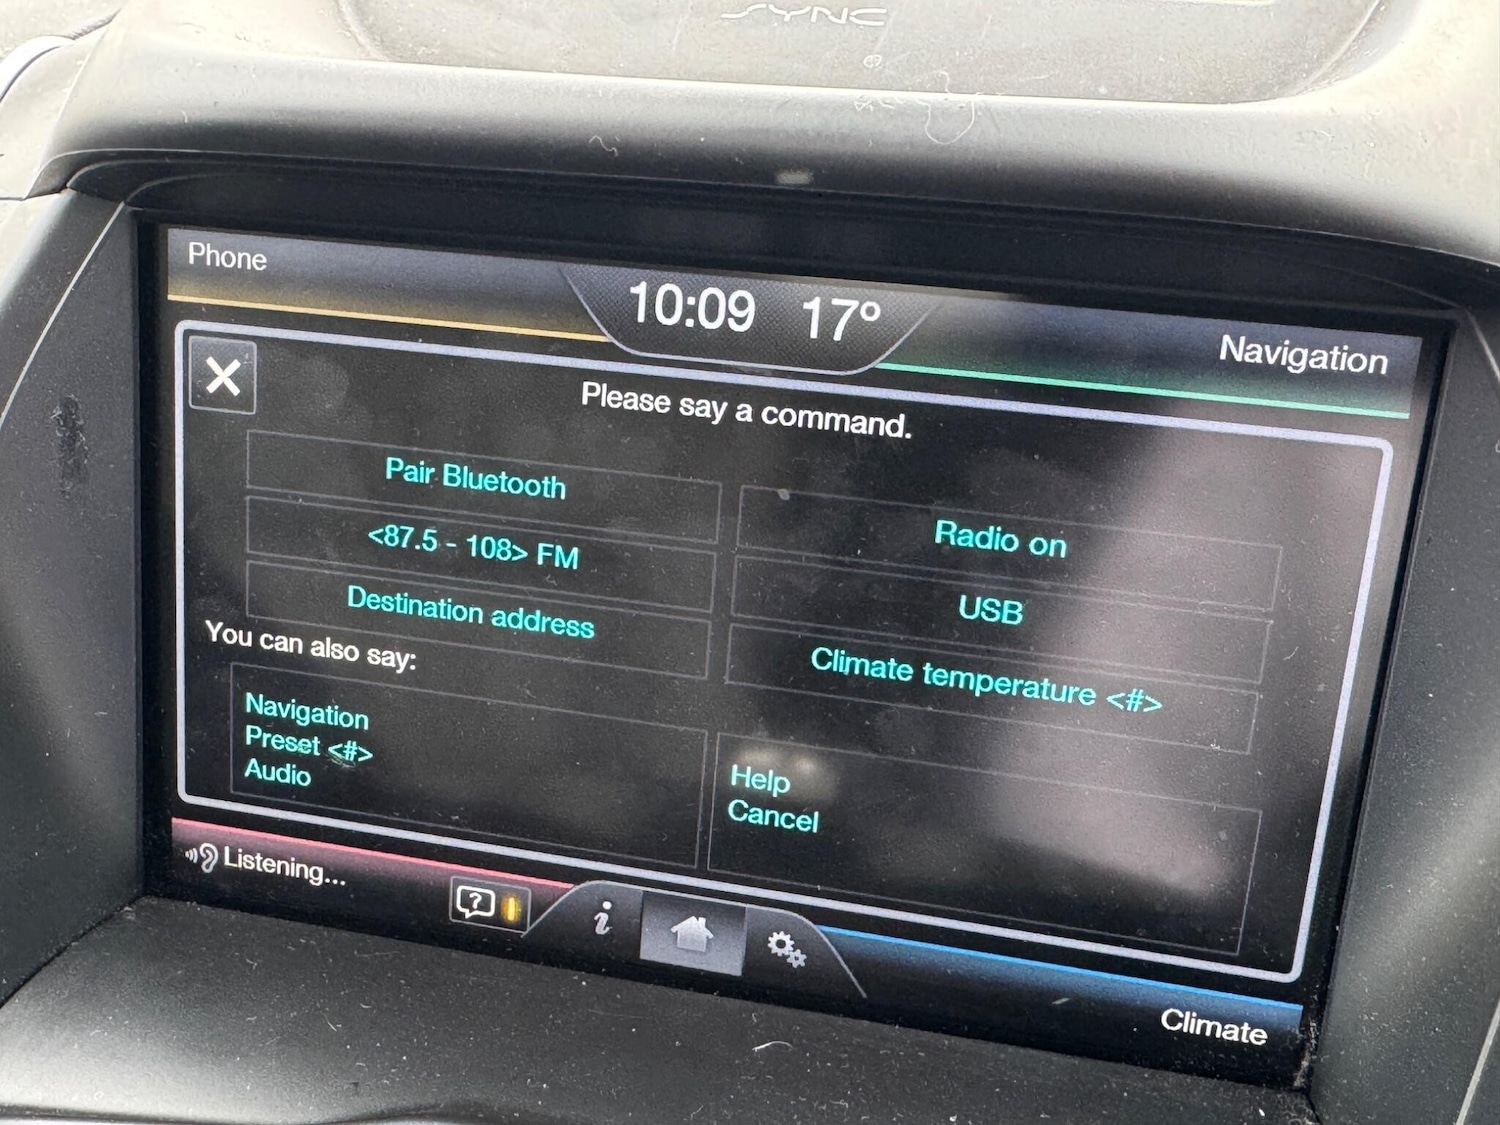 SYNC
Phone
10:09 17°
Navigation
Please say a command.
Pair Bluetooth
Radio on
<87.5 - 108> FM
USB
Destination address
Climate temperature <#>
You can also say:
Navigation
Preset <#>
Audio
Help
Cancel
Listening...
?
i
Climate